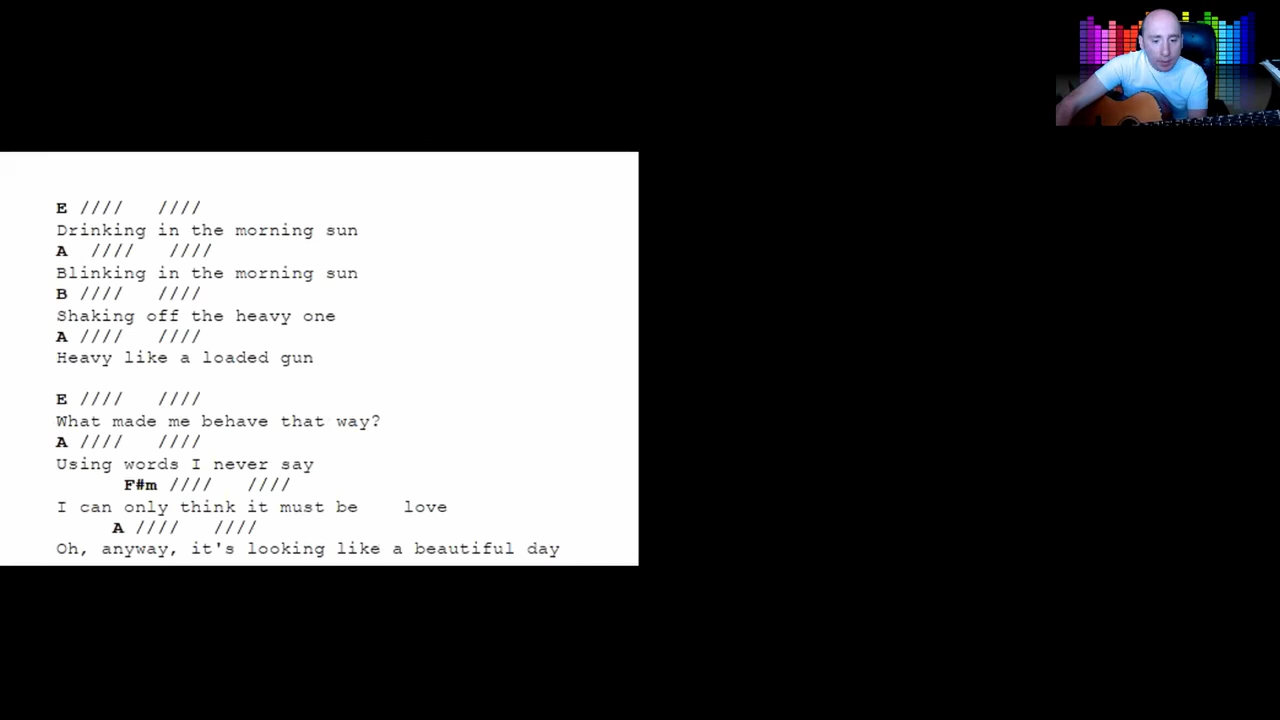 E ////   ////
Drinking in the morning sun
A  ////   ////
Blinking in the morning sun
B ////   ////
Shaking off the heavy one
A ////   ////
Heavy like a loaded gun
E ////   ////
What made me behave that way?
A ////   ////
Using words I never say
F#m ////   ////
I can only think it must be    love
A ////   ////
Oh, anyway, it's looking like a beautiful day